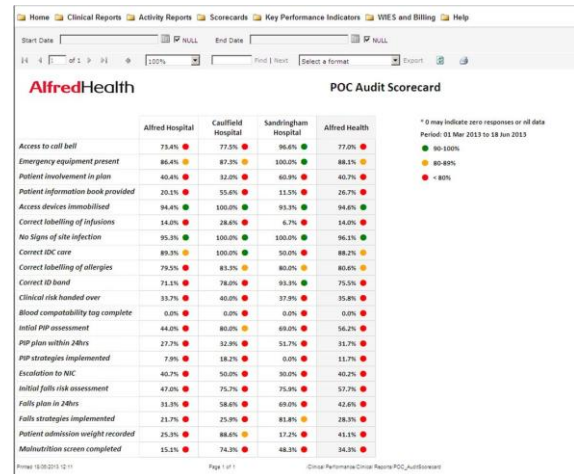 Home Clinical Reports Activity Reports Scorecards Key Performance Indicators WIES and Billing Help
Start Date NULL End Date NULL
1 of 1 100% Find | Next Select a format Export
AlfredHealth POC Audit Scorecard
Alfred Hospital Caulfield Hospital Sandringham Hospital Alfred Health
* 0 may indicate zero responses or nil data
Period: 01 Mar 2013 to 18 Jun 2013
90-100%
80-89%
< 80%
Access to call bell 73.4% 77.5% 96.6% 77.0%
Emergency equipment present 86.4% 87.3% 100.0% 88.1%
Patient involvement in plan 40.4% 32.0% 60.9% 40.7%
Patient information book provided 20.1% 55.6% 11.5% 26.7%
Access devices immobilised 94.4% 100.0% 93.3% 94.6%
Correct labelling of infusions 14.0% 28.6% 6.7% 14.0%
No Signs of site infection 95.3% 100.0% 100.0% 96.1%
Correct IDC care 89.3% 100.0% 50.0% 88.2%
Correct labelling of allergies 79.5% 83.3% 80.0% 80.6%
Correct ID band 71.1% 78.0% 93.3% 75.5%
Clinical risk handed over 33.7% 40.0% 37.9% 35.8%
Blood compatability tag complete 0.0% 0.0% 0.0% 0.0%
Intial PIP assessment 44.0% 80.0% 69.0% 56.2%
PIP plan within 24hrs 27.7% 32.9% 51.7% 31.7%
PIP strategies implemented 7.9% 18.2% 0.0% 11.7%
Escalation to NIC 40.7% 50.0% 30.0% 40.2%
Initial falls risk assessment 47.0% 75.7% 75.9% 57.7%
Falls plan in 24hrs 31.3% 58.6% 69.0% 42.6%
Falls strategies implemented 21.7% 25.9% 81.8% 28.3%
Patient admission weight recorded 25.3% 88.6% 17.2% 41.1%
Malnutrition screen completed 15.1% 74.3% 48.3% 34.3%
Printed 18/06/2013 12:11 Page 1 of 1 /Clinical Performance/Clinical Reports/POC_AuditScorecard